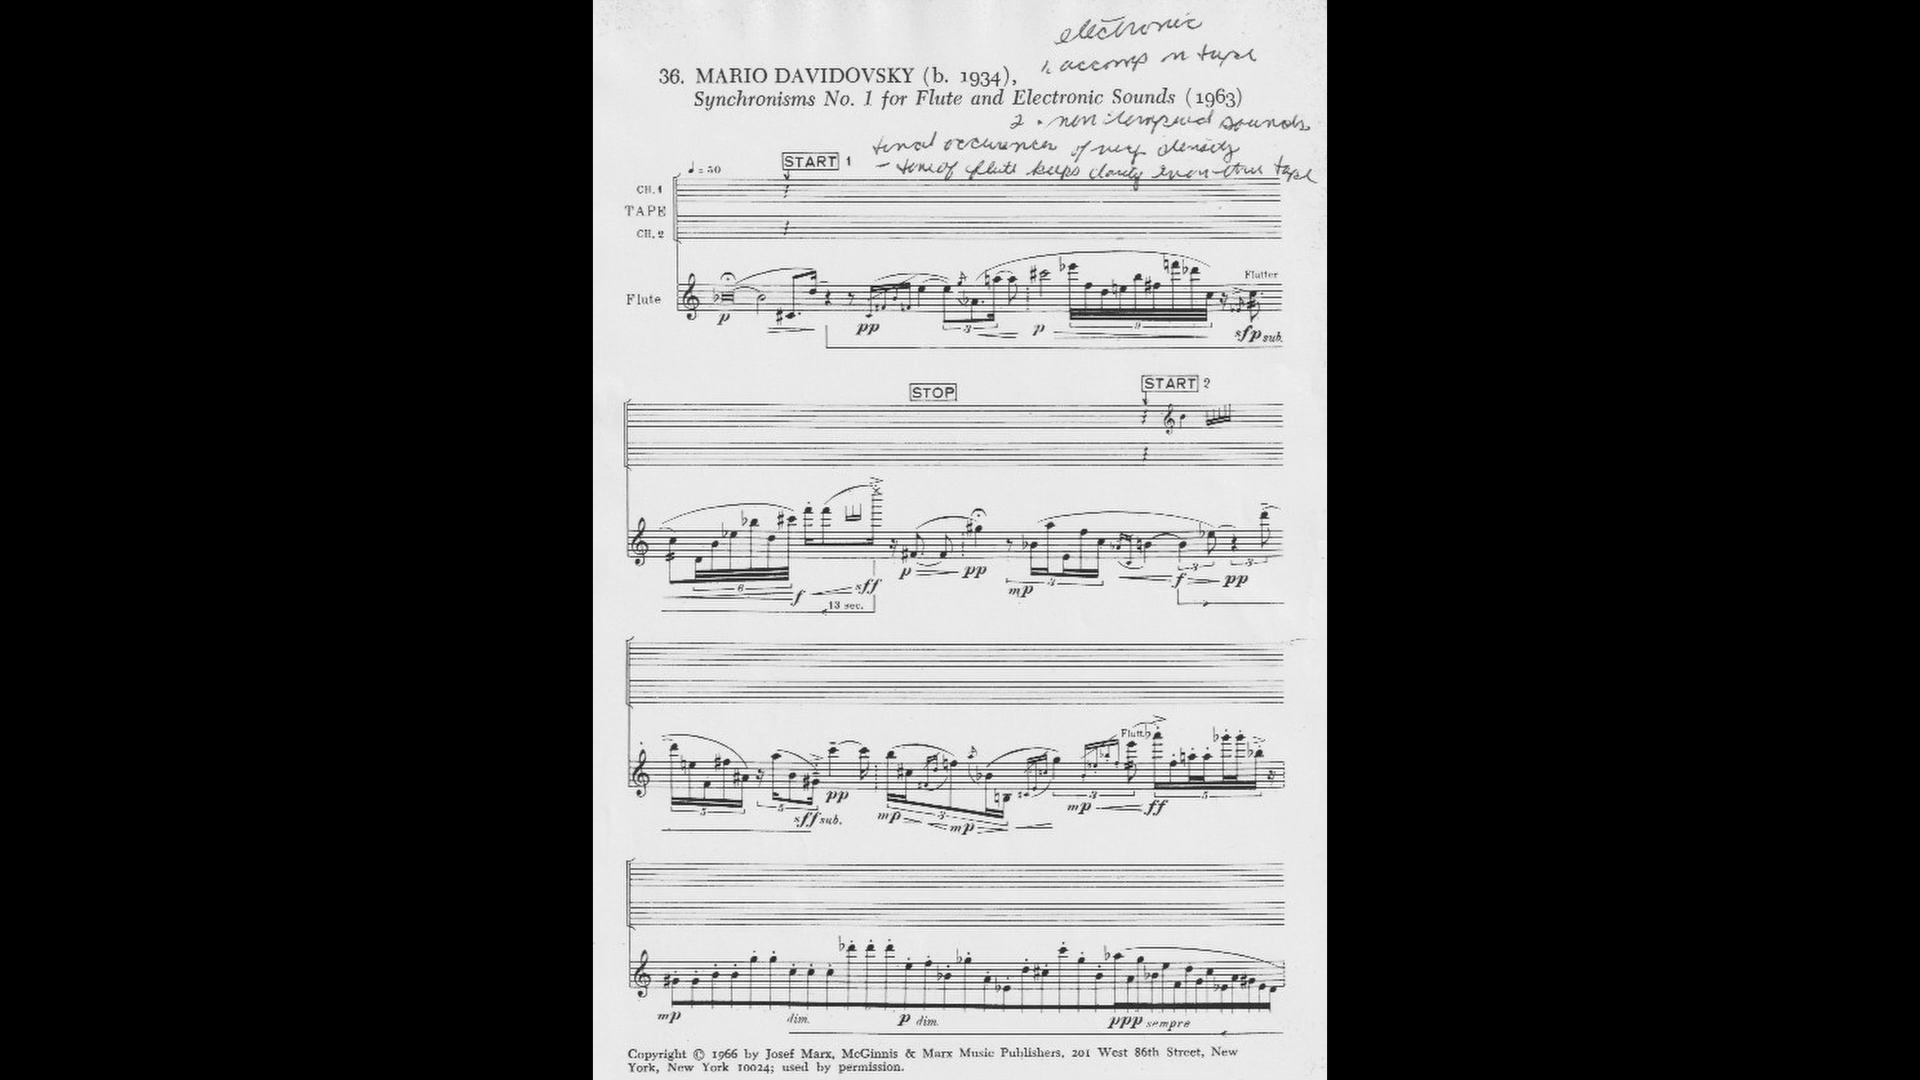 electronic
1. accomp on tape
36. MARIO DAVIDOVSKY (b. 1934),
Synchronisms No. 1 for Flute and Electronic Sounds (1963)
2. non tempered sounds
tonal occurences of very density
- tone of flute keeps clarity tape
START 1
♩ = 50
CH. 1
TAPE
CH. 2
Flutter
Flute
p pp 3 p 9 sfp sub.
STOP START 2
6 f sff p pp mp 3 f 3 pp 3
13 sec.
Flutt.
5 5 sff sub. pp mp 3 mp mp 3 ff 5
mp dim. p dim. ppp sempre
Copyright © 1966 by Josef Marx, McGinnis & Marx Music Publishers, 201 West 86th Street, New
York, New York 10024; used by permission.